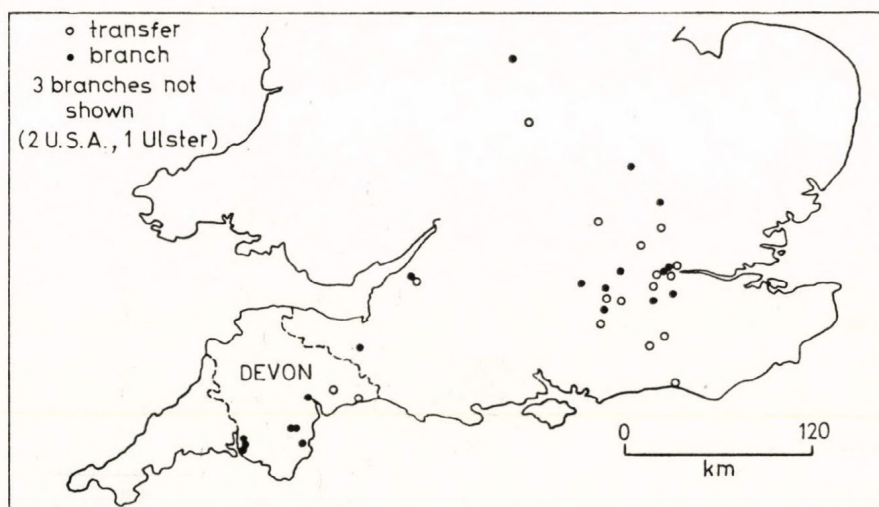 ○ transfer
● branch
3 branches not
shown
(2 U.S.A., 1 Ulster)
DEVON
0 120
km